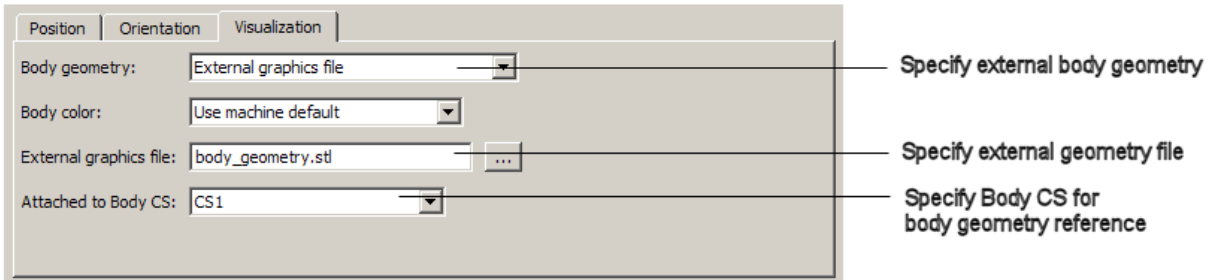 Position Orientation Visualization
Body geometry: External graphics file Specify external body geometry
Body color: Use machine default
External graphics file: body_geometry.stl ... Specify external geometry file
Attached to Body CS: CS1 Specify Body CS for
body geometry reference